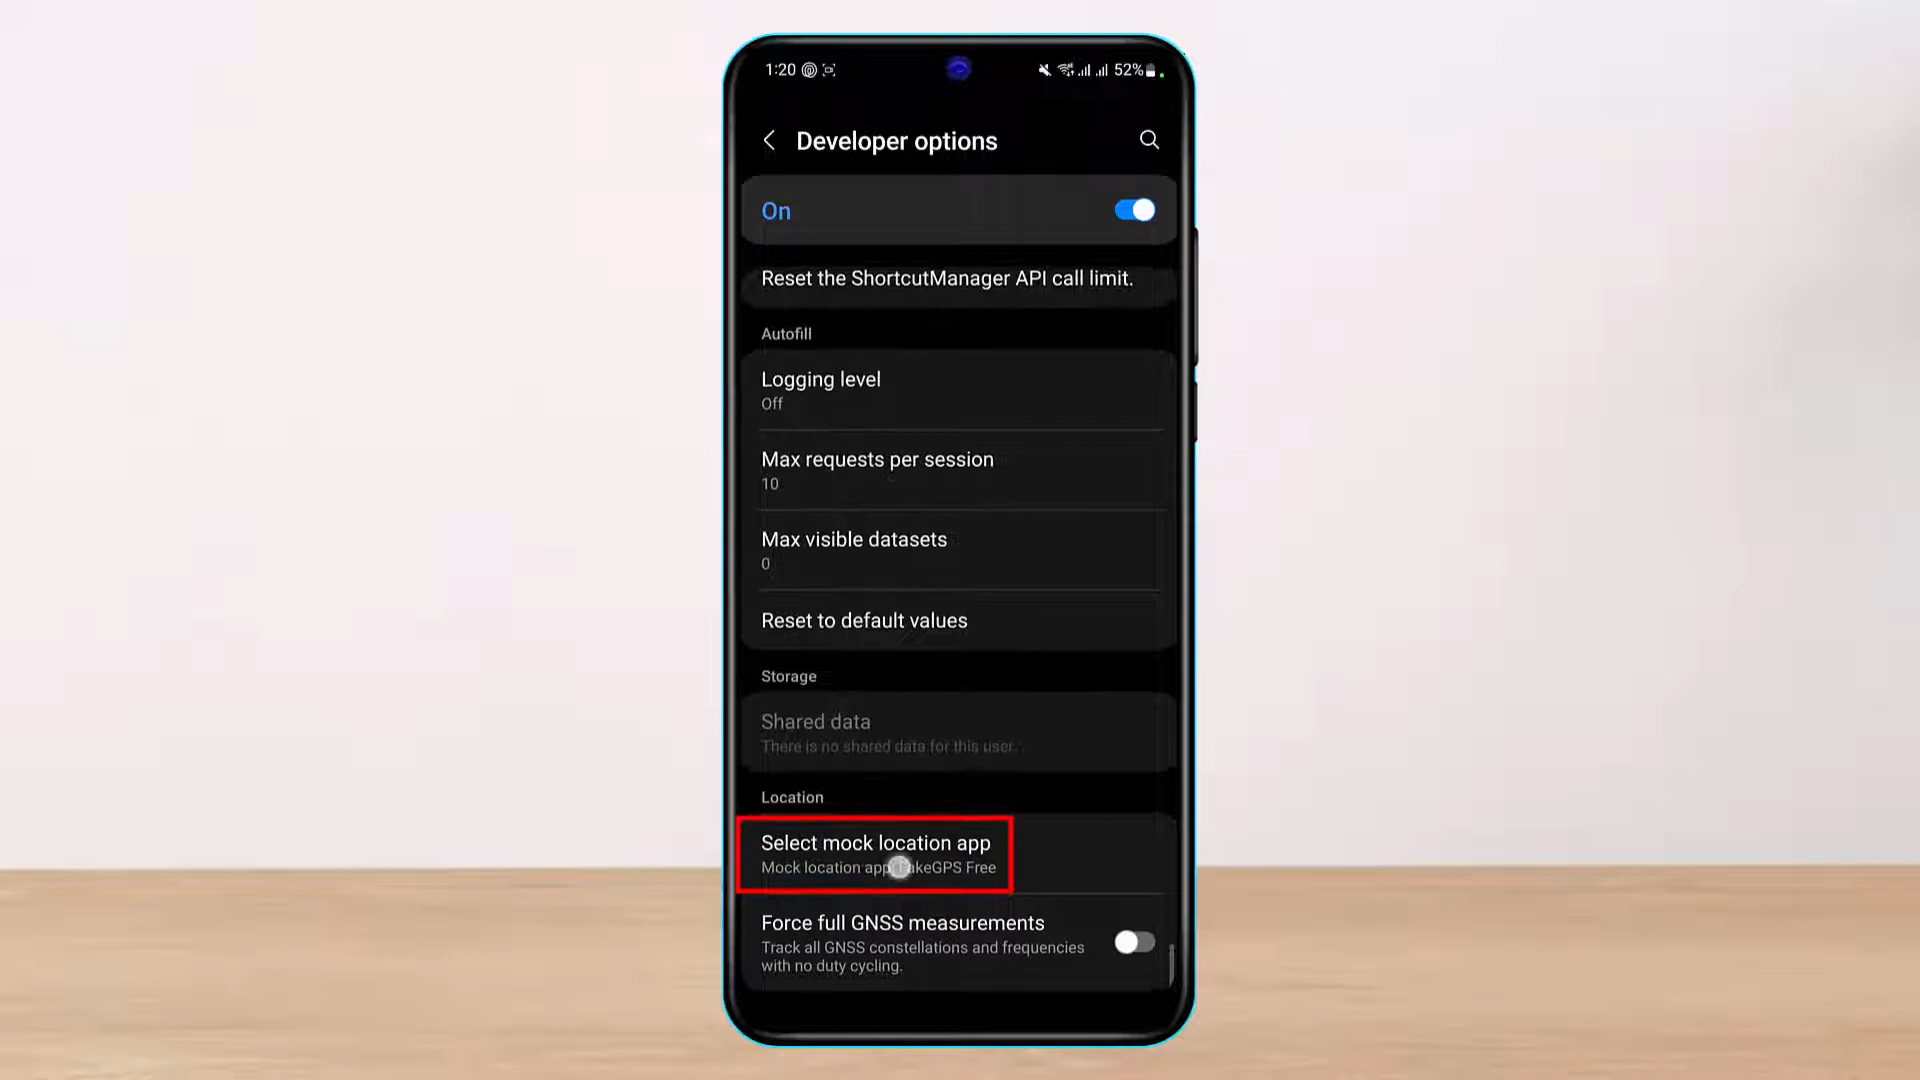 1:20
52%
Developer options
On
Reset the ShortcutManager API call limit.
Autofill
Logging level
Off
Max requests per session
10
Max visible datasets
0
Reset to default values
Storage
Shared data
There is no shared data for this user.
Location
Select mock location app
Mock location app akeGPS Free
Force full GNSS measurements
Track all GNSS constellations and frequencies
with no duty cycling.